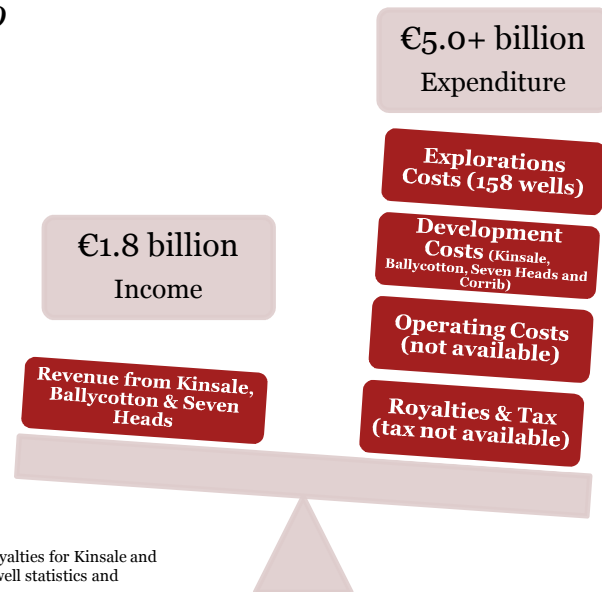 €5.0+ billion
Expenditure
Explorations
Costs (158 wells)
Development
Costs (Kinsale,
Ballycotton, Seven Heads and
Corrib)
Operating Costs
(not available)
Royalties & Tax
(tax not available)
€1.8 billion
Income
Revenue from Kinsale,
Ballycotton & Seven
Heads
yalties for Kinsale and
well statistics and